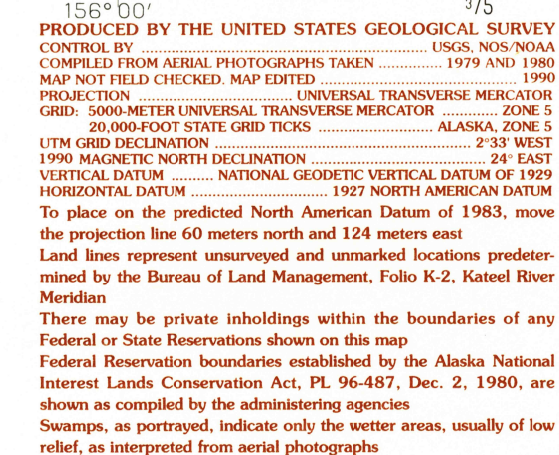 156°00' 375
PRODUCED BY THE UNITED STATES GEOLOGICAL SURVEY
CONTROL BY ................................................ USGS, NOS/NOAA
COMPILED FROM AERIAL PHOTOGRAPHS TAKEN .............. 1979 AND 1980
MAP NOT FIELD CHECKED. MAP EDITED ..................................... 1990
PROJECTION .......................... UNIVERSAL TRANSVERSE MERCATOR
GRID: 5000-METER UNIVERSAL TRANSVERSE MERCATOR ............ ZONE 5
20,000-FOOT STATE GRID TICKS ................... ALASKA, ZONE 5
UTM GRID DECLINATION ............................................ 2°33' WEST
1990 MAGNETIC NORTH DECLINATION ........................... 24° EAST
VERTICAL DATUM ......... NATIONAL GEODETIC VERTICAL DATUM OF 1929
HORIZONTAL DATUM ........................ 1927 NORTH AMERICAN DATUM
To place on the predicted North American Datum of 1983, move
the projection line 60 meters north and 124 meters east
Land lines represent unsurveyed and unmarked locations predeter-
mined by the Bureau of Land Management, Folio K-2, Kateel River
Meridian
There may be private inholdings within the boundaries of any
Federal or State Reservations shown on this map
Federal Reservation boundaries established by the Alaska National
Interest Lands Conservation Act, PL 96-487, Dec. 2, 1980, are
shown as compiled by the administering agencies
Swamps, as portrayed, indicate only the wetter areas, usually of low
relief, as interpreted from aerial photographs